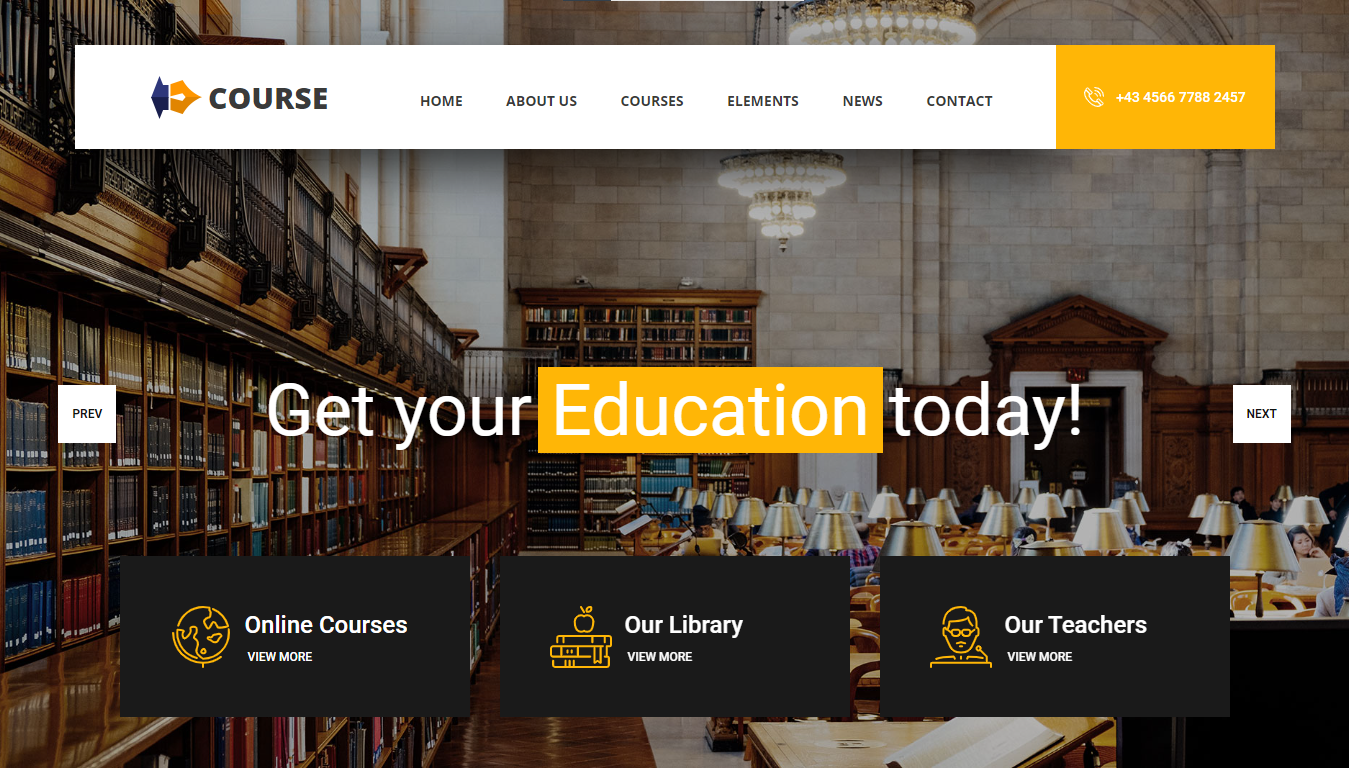 COURSE
HOME ABOUT US COURSES ELEMENTS NEWS CONTACT
+43 4566 7788 2457
PREV
Get your Education today!
NEXT
Online Courses
VIEW MORE
Our Library
VIEW MORE
Our Teachers
VIEW MORE